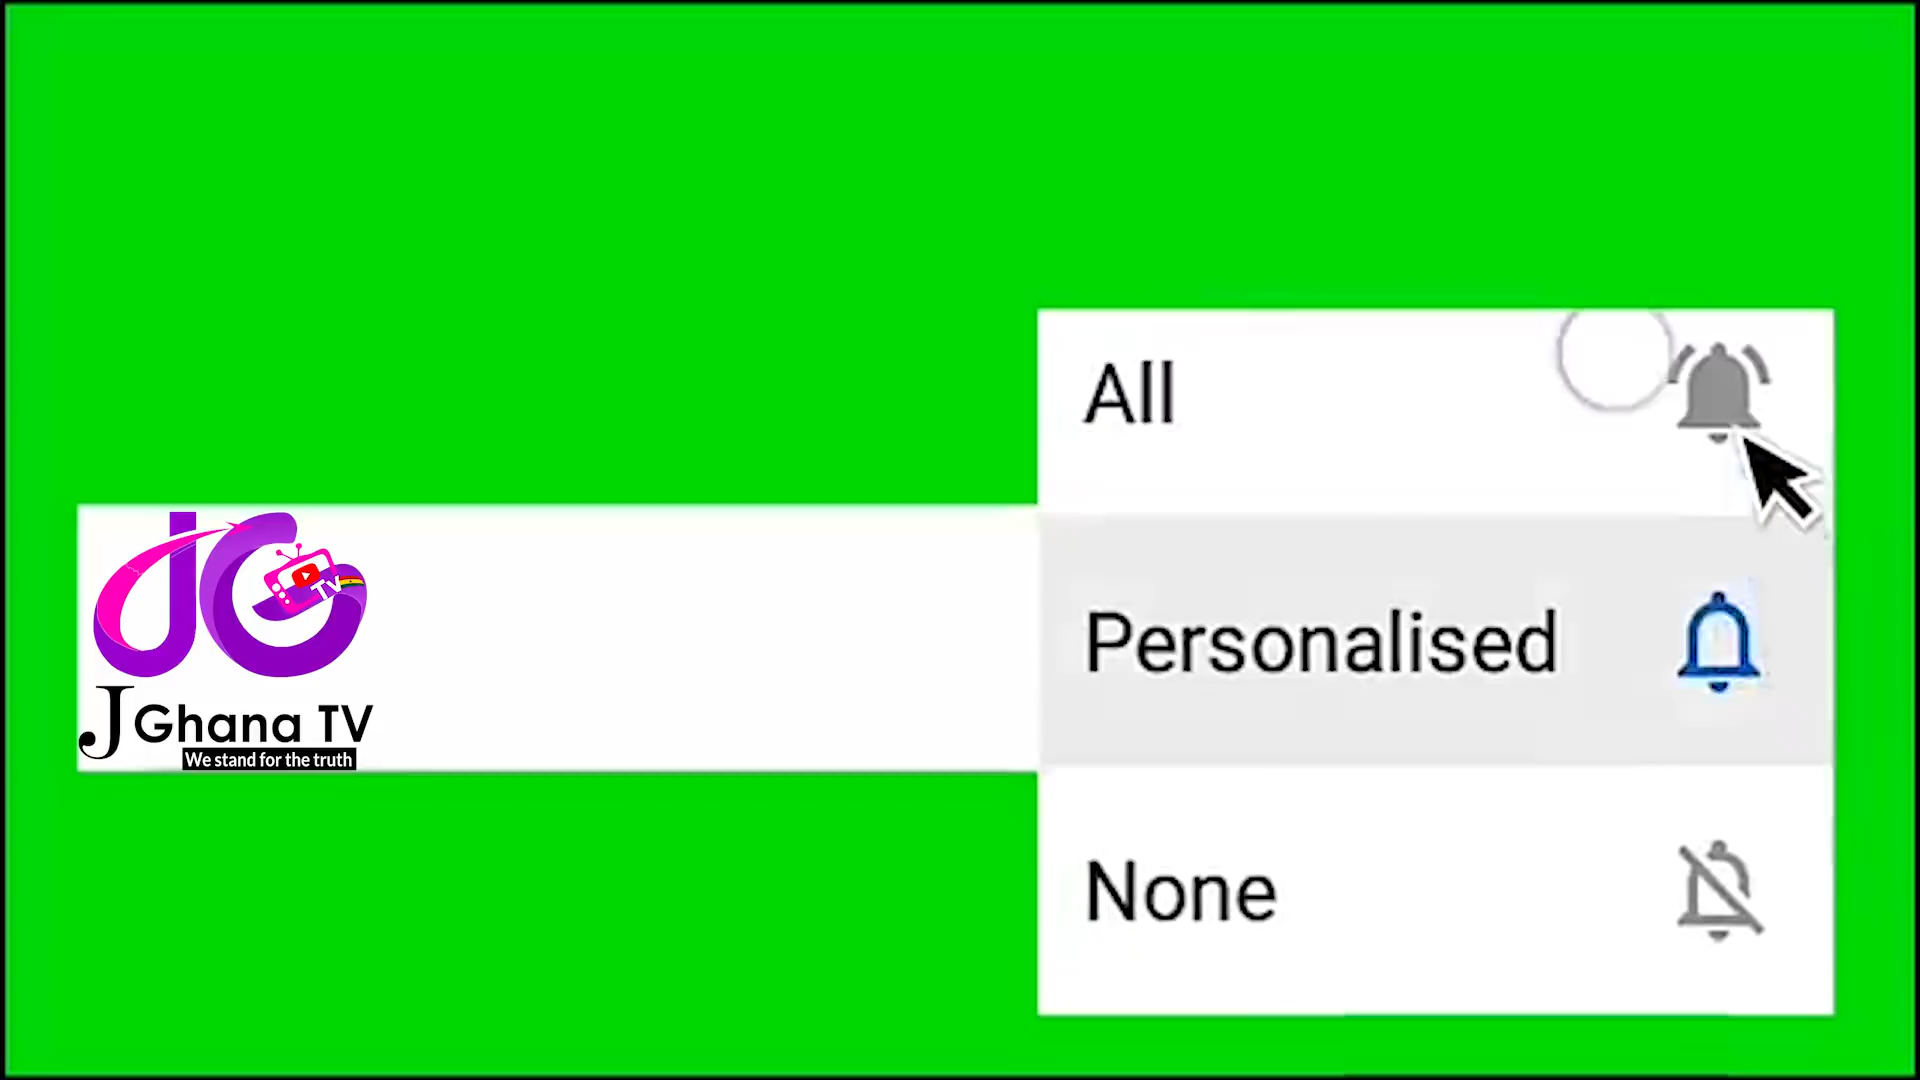 All
Personalised
None
JG
Tv
J Ghana TV
We stand for the truth